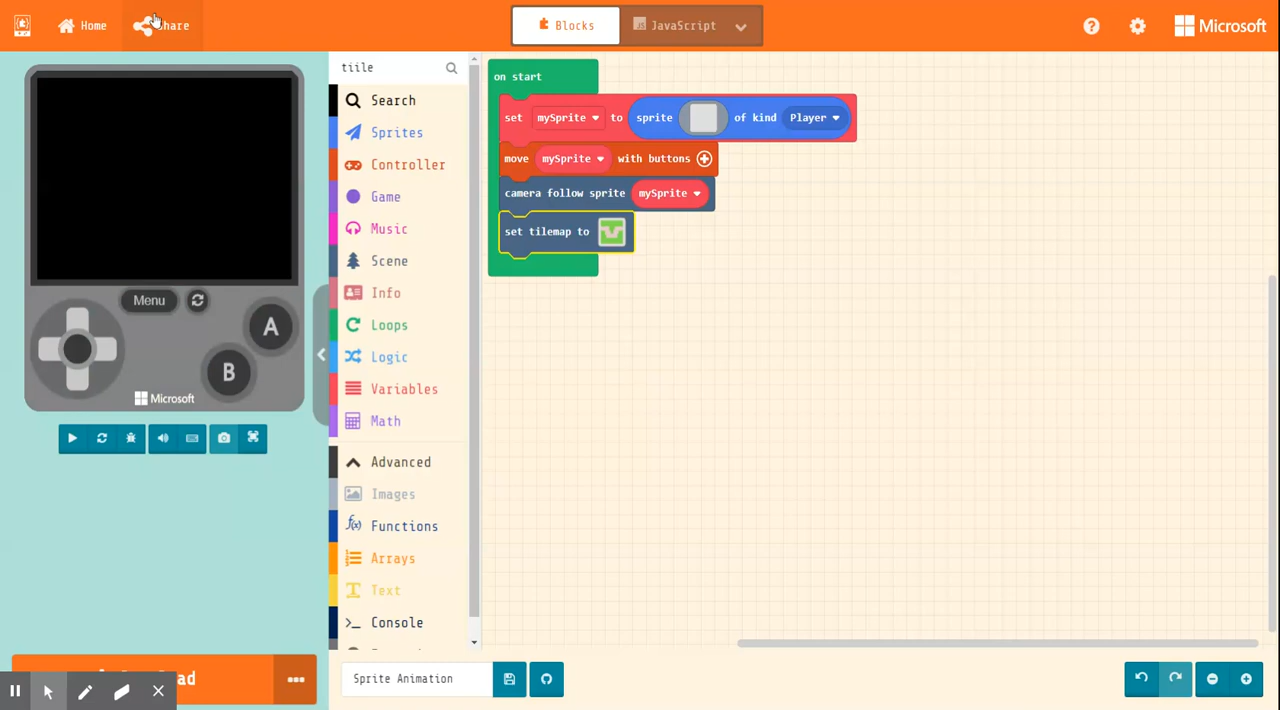 Home
Share
Blocks
JavaScript
Microsoft
tiile
Search
Sprites
Controller
Game
Music
Scene
Info
Loops
Logic
Variables
Math
Advanced
Images
Functions
Arrays
Text
Console
on start
set mySprite to sprite of kind Player
move mySprite with buttons
camera follow sprite mySprite
set tilemap to
Menu
A
B
Microsoft
Sprite Animation